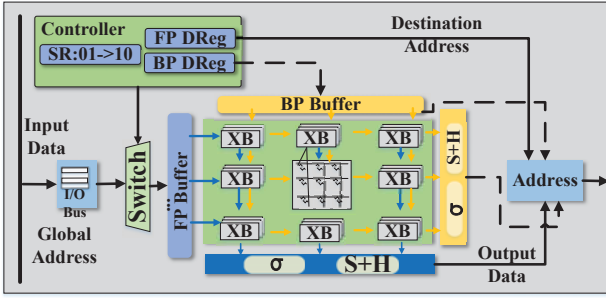 Controller
FP DReg
SR:01->10
BP DReg
Destination
Address
BP Buffer
Input
Data
I/O
Bus
Global
Address
Switch
FP Buffer
...
XB
XB
XB
XB
XB
XB
XB
XB
S+H
σ
Address
σ
S+H
Output
Data